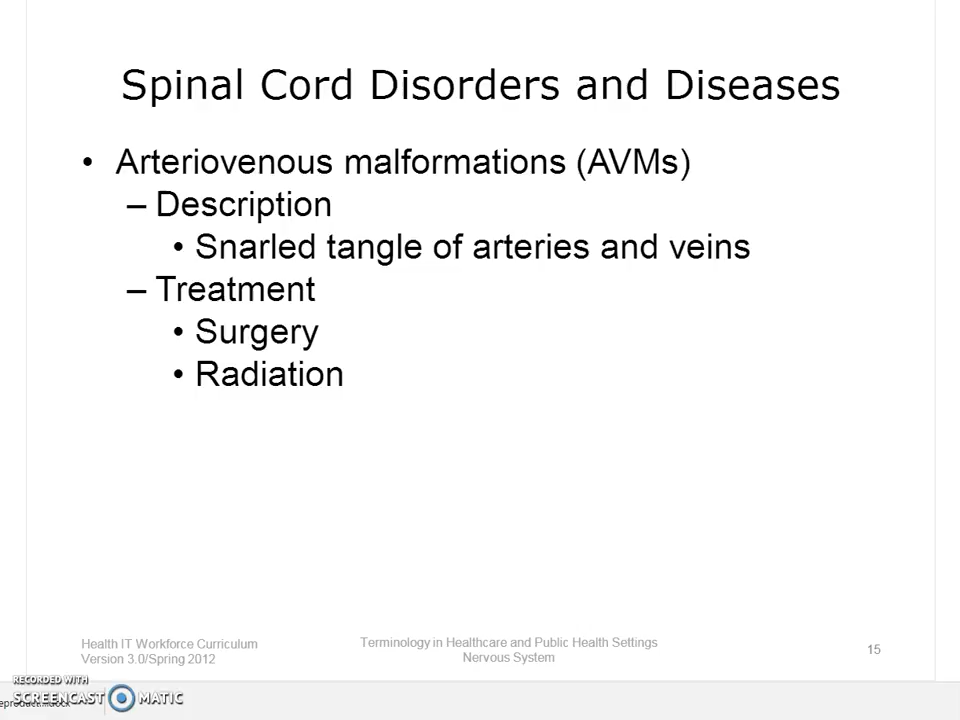 Spinal Cord Disorders and Diseases
• Arteriovenous malformations (AVMs)
– Description
• Snarled tangle of arteries and veins
– Treatment
• Surgery
• Radiation
Health IT Workforce Curriculum
Version 3.0/Spring 2012
Terminology in Healthcare and Public Health Settings
Nervous System
15
RECORDED WITH
SCREENCAST MATIC